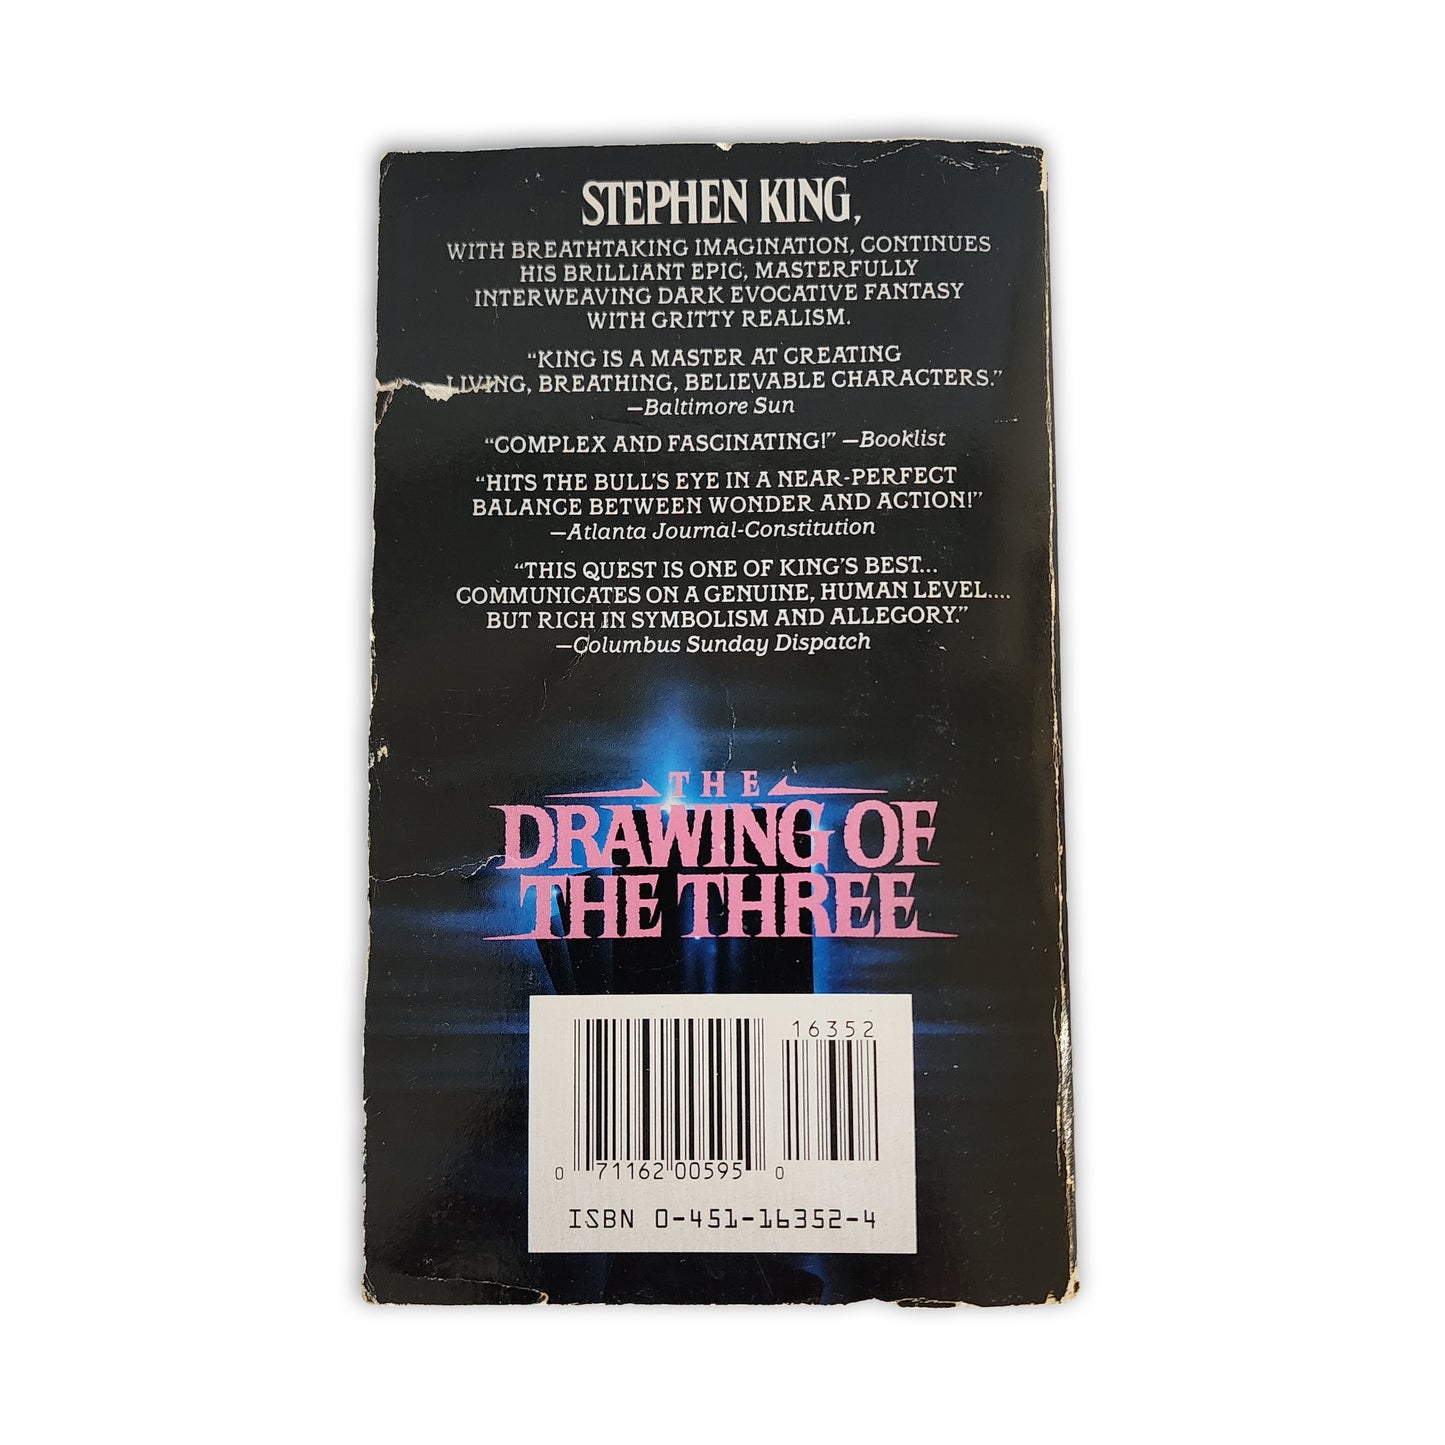 STEPHEN KING,
WITH BREATHTAKING IMAGINATION, CONTINUES
HIS BRILLIANT EPIC, MASTERFULLY
INTERWEAVING DARK EVOCATIVE FANTASY
WITH GRITTY REALISM.
“KING IS A MASTER AT CREATING
LIVING, BREATHING, BELIEVABLE CHARACTERS.”
—Baltimore Sun
“COMPLEX AND FASCINATING!” —Booklist
“HITS THE BULL'S EYE IN A NEAR-PERFECT
BALANCE BETWEEN WONDER AND ACTION!”
—Atlanta Journal-Constitution
“THIS QUEST IS ONE OF KING'S BEST...
COMMUNICATES ON A GENUINE, HUMAN LEVEL....
BUT RICH IN SYMBOLISM AND ALLEGORY.”
—Columbus Sunday Dispatch
THE
DRAWING OF
THE THREE
16352
0 71162 00595 0
ISBN 0-451-16352-4